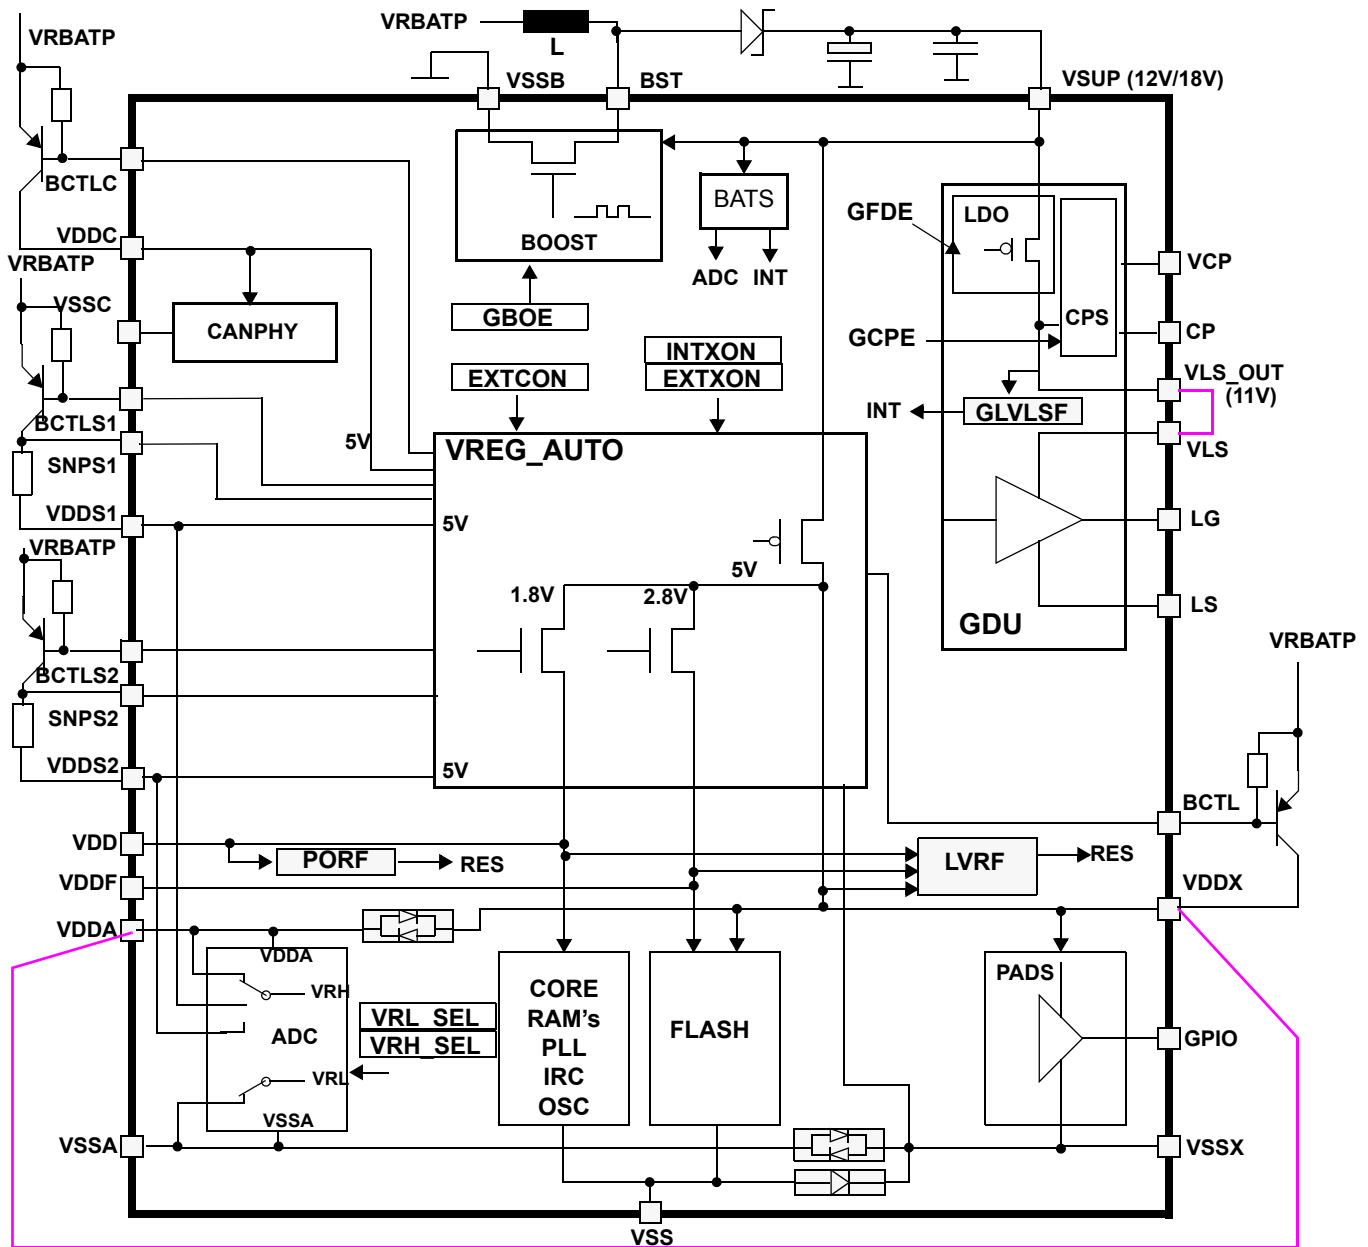 VRBATP
L
VRBATP
VSSB
BST
VSUP (12V/18V)
BCTLC
VDDC
VRBATP
VSSC
CANPHY
BOOST
GBOE
BATS
ADC
INT
GFDE
LDO
CPS
GCPE
VCP
CP
VLS_OUT
(11V)
INT
GLVLSF
VLS
INTXON
EXTXON
EXTCON
BCTLS1
5V
SNPS1
VREG_AUTO
VDDS1
5V
LG
VRBATP
5V
1.8V
2.8V
LS
GDU
VRBATP
BCTLS2
SNPS2
VDDS2
5V
BCTL
VDD
PORF
RES
LVRF
RES
VDDF
VDDX
VDDA
VDDA
VRH
ADC
VRL
VSSA
VRL_SEL
VRH_SEL
CORE
RAM's
PLL
IRC
OSC
FLASH
PADS
GPIO
VSSA
VSSX
VSS